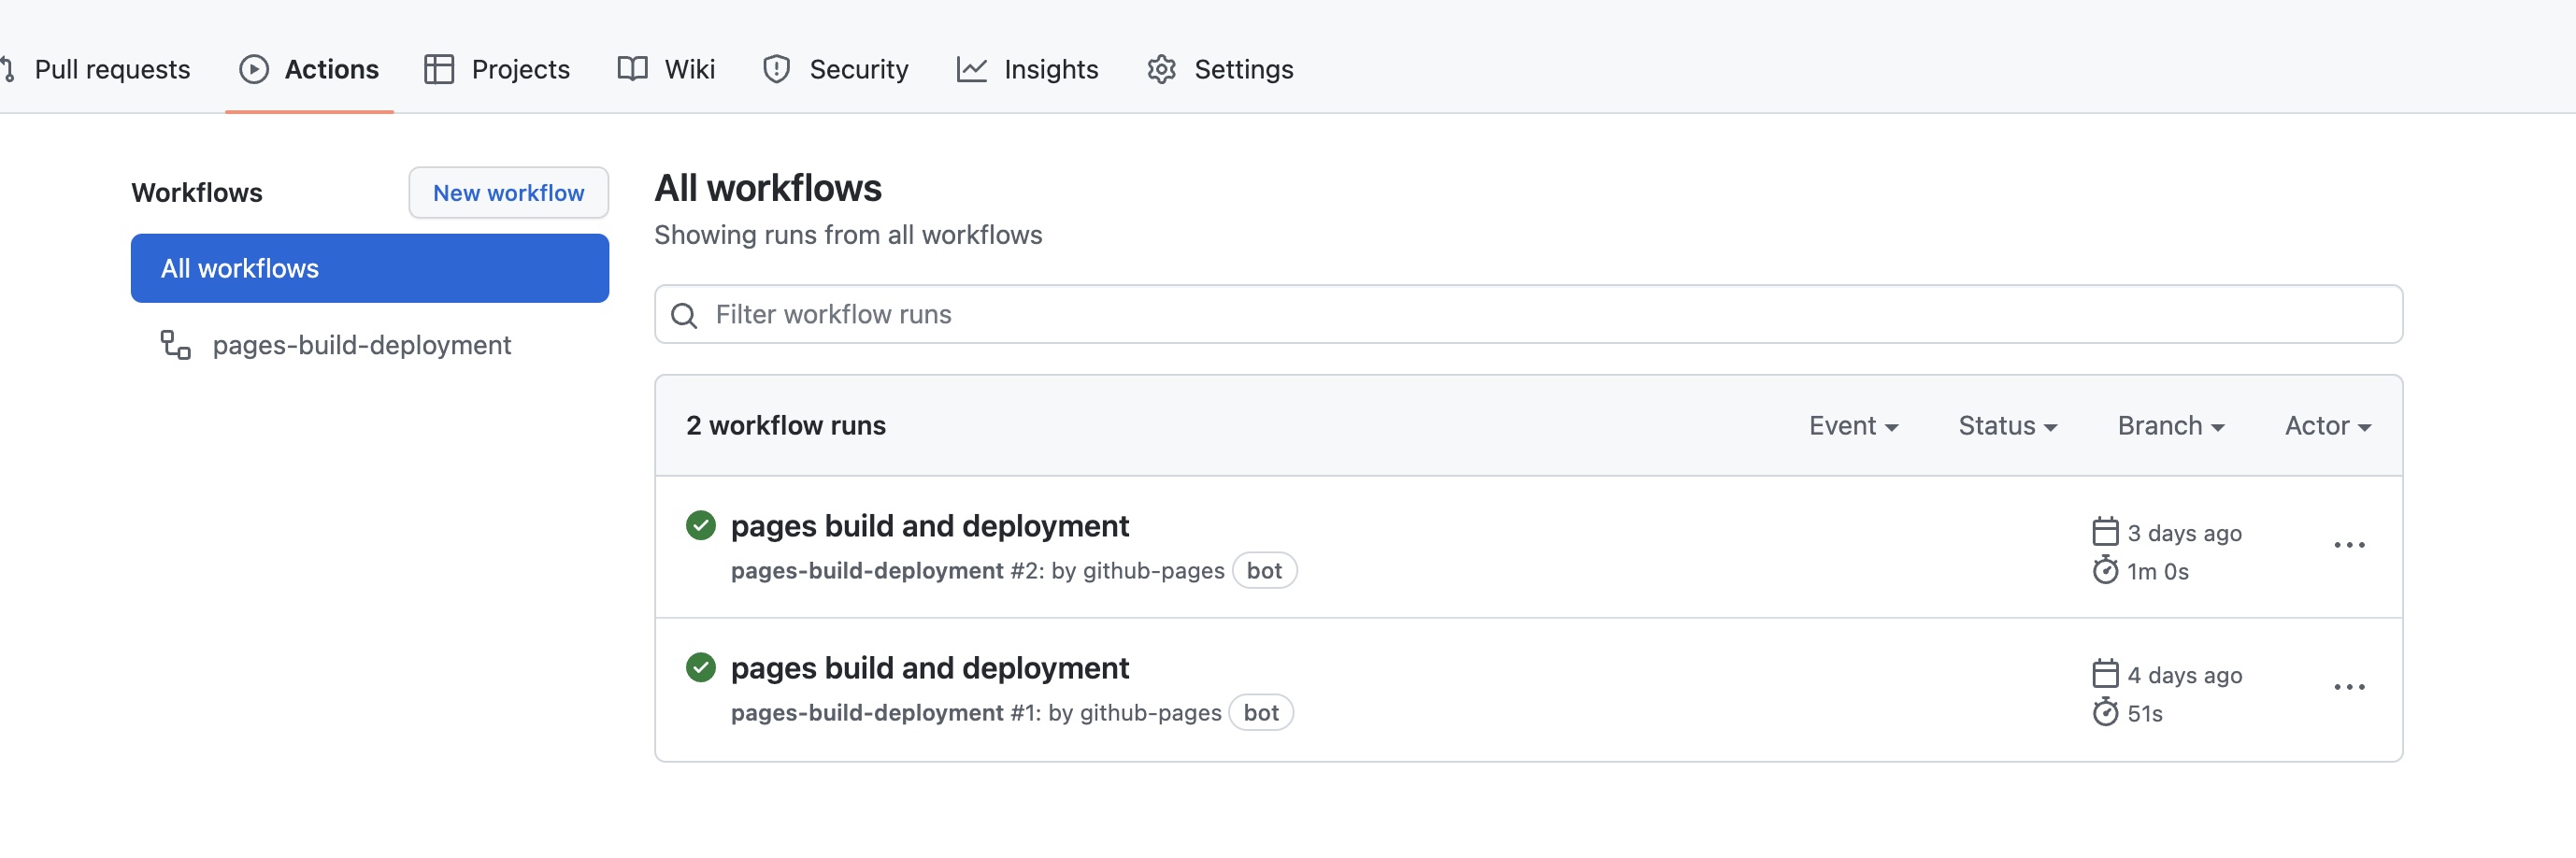 Pull requests Actions Projects Wiki Security Insights Settings
Workflows New workflow
All workflows
pages-build-deployment
All workflows
Showing runs from all workflows
Filter workflow runs
2 workflow runs Event Status Branch Actor
pages build and deployment
pages-build-deployment #2: by github-pages bot
3 days ago
1m 0s
pages build and deployment
pages-build-deployment #1: by github-pages bot
4 days ago
51s